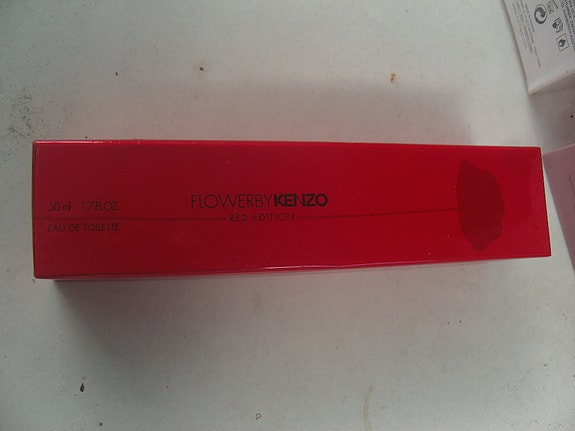 50 ml 1.7 FL.OZ
EAU DE TOILETTE
FLOWERBYKENZO
RED EDITION